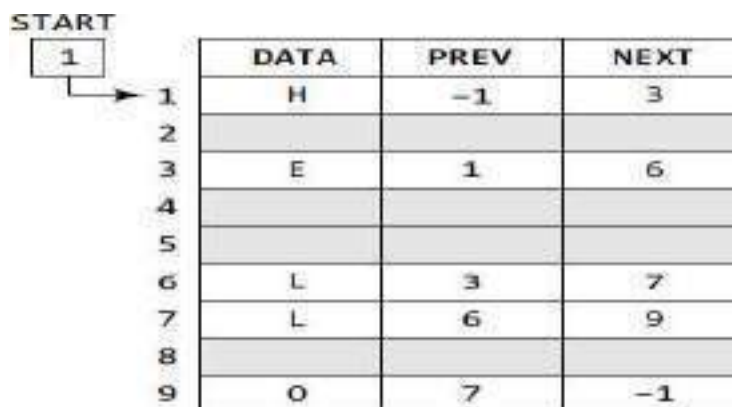 START
1
DATA PREV NEXT
1 H −1 3
2
3 E 1 6
4
5
6 L 3 7
7 L 6 9
8
9 O 7 −1